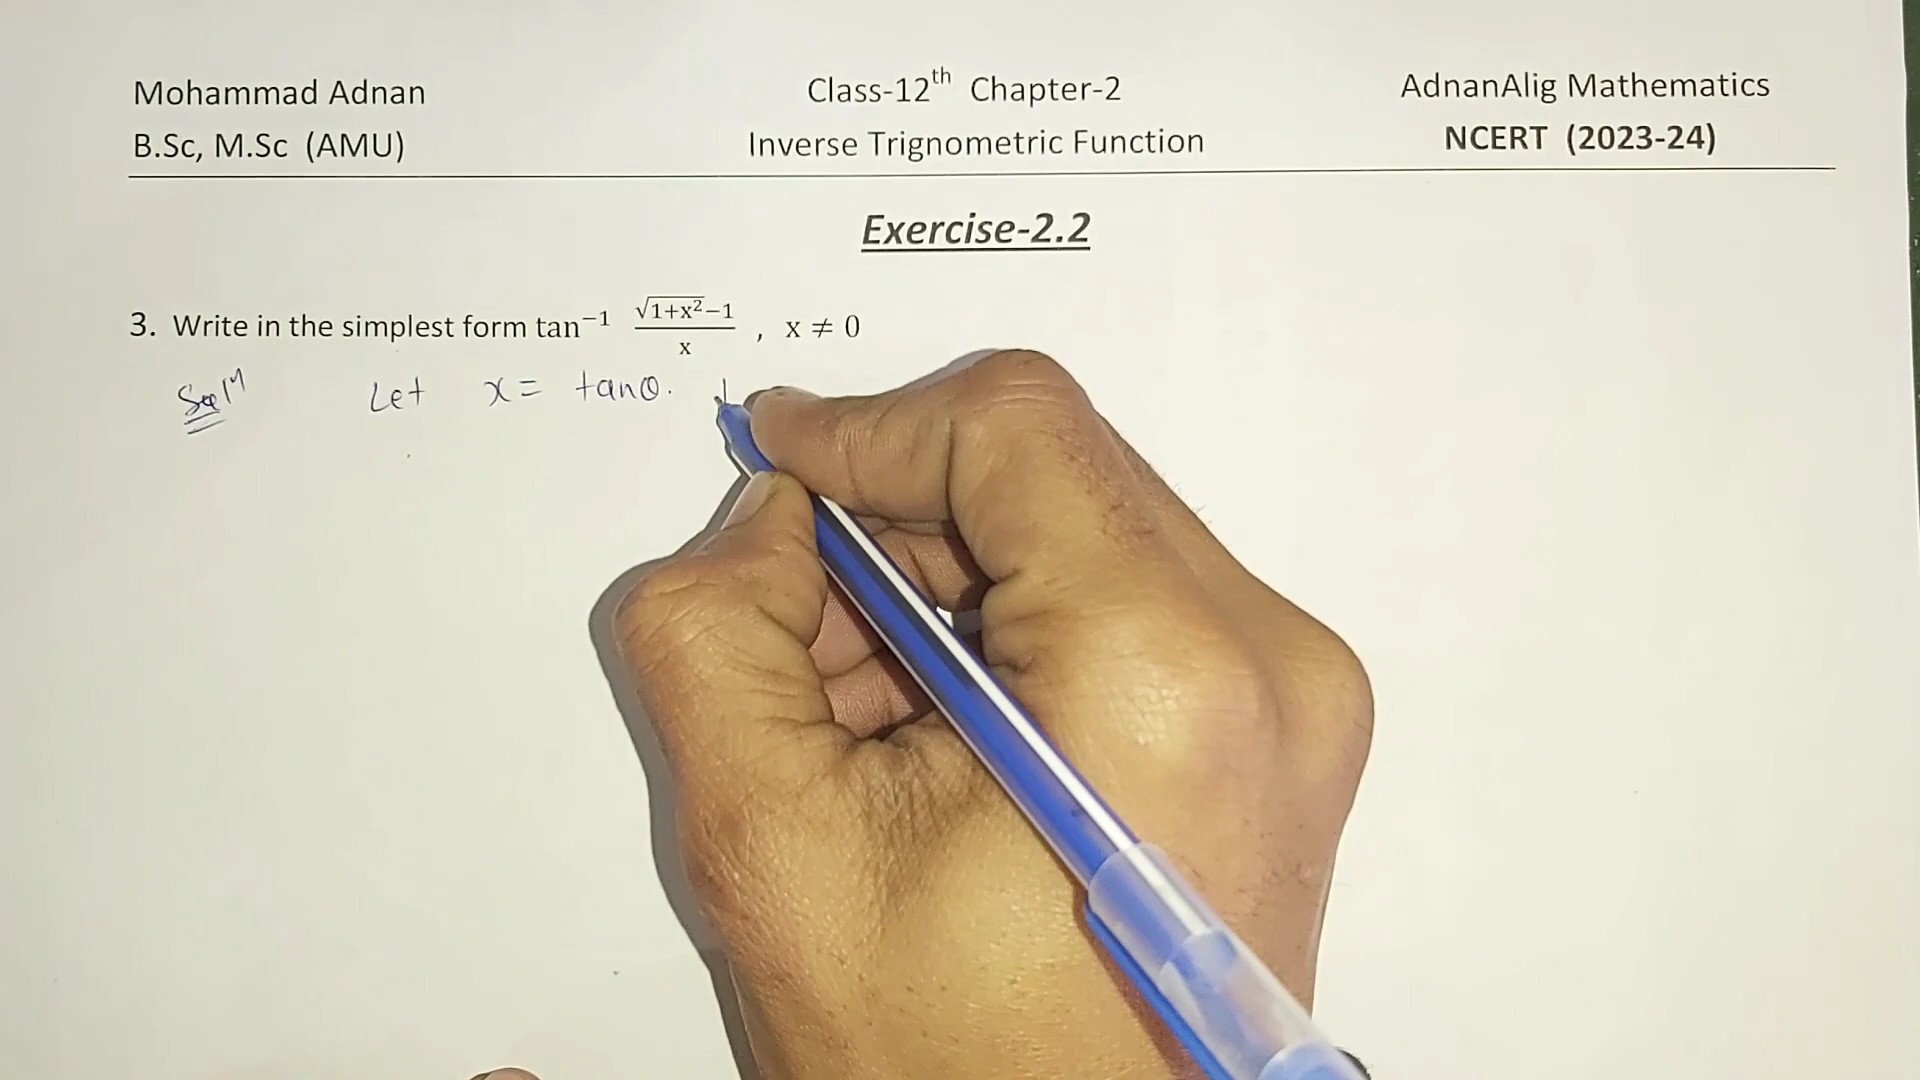 Mohammad Adnan
B.Sc, M.Sc (AMU)
Class-12th Chapter-2
Inverse Trignometric Function
AdnanAlig Mathematics
NCERT (2023-24)
Exercise-2.2
3. Write in the simplest form tan⁻¹ (√(1+x²)−1)/x , x ≠ 0
Solⁿ Let x = tanθ.